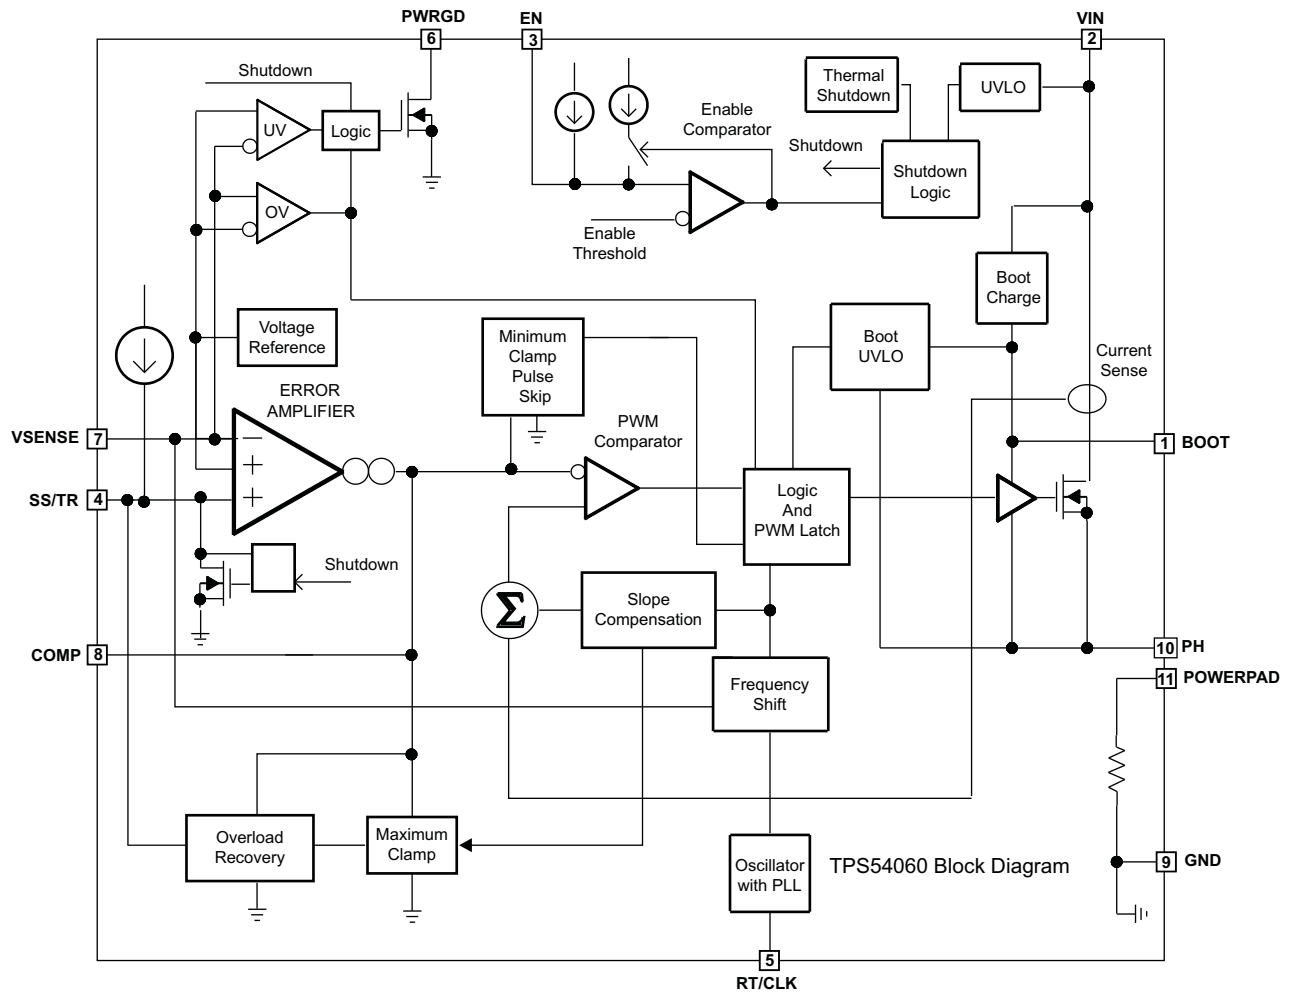 PWRGD
EN
VIN
6
3
2
Shutdown
UV
Logic
OV
Enable
Comparator
Enable
Threshold
Thermal
Shutdown
UVLO
Shutdown
Shutdown
Logic
Boot
Charge
Voltage
Reference
Minimum
Clamp
Pulse
Skip
Boot
UVLO
Current
Sense
ERROR
AMPLIFIER
PWM
Comparator
VSENSE
7
1
BOOT
SS/TR
4
−
+
+
Logic
And
PWM Latch
Shutdown
Σ
Slope
Compensation
COMP
8
10
PH
11
POWERPAD
Frequency
Shift
Overload
Recovery
Maximum
Clamp
Oscillator
with PLL
TPS54060 Block Diagram
9
GND
5
RT/CLK